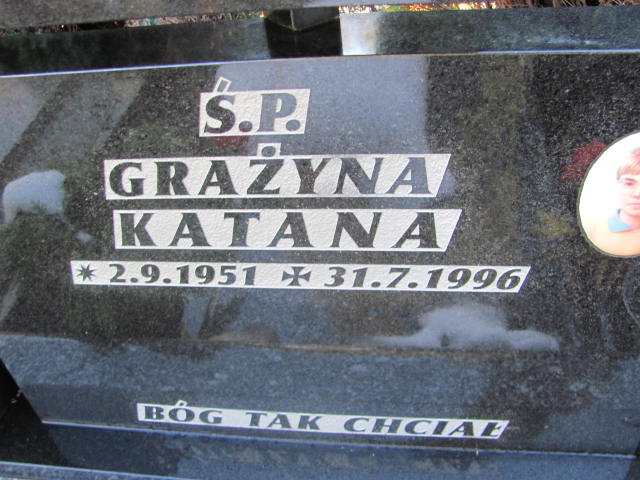 Ś.P.
GRAŻYNA
KATANA
✷ 2.9.1951 ✠ 31.7.1996
BÓG TAK CHCIAŁ